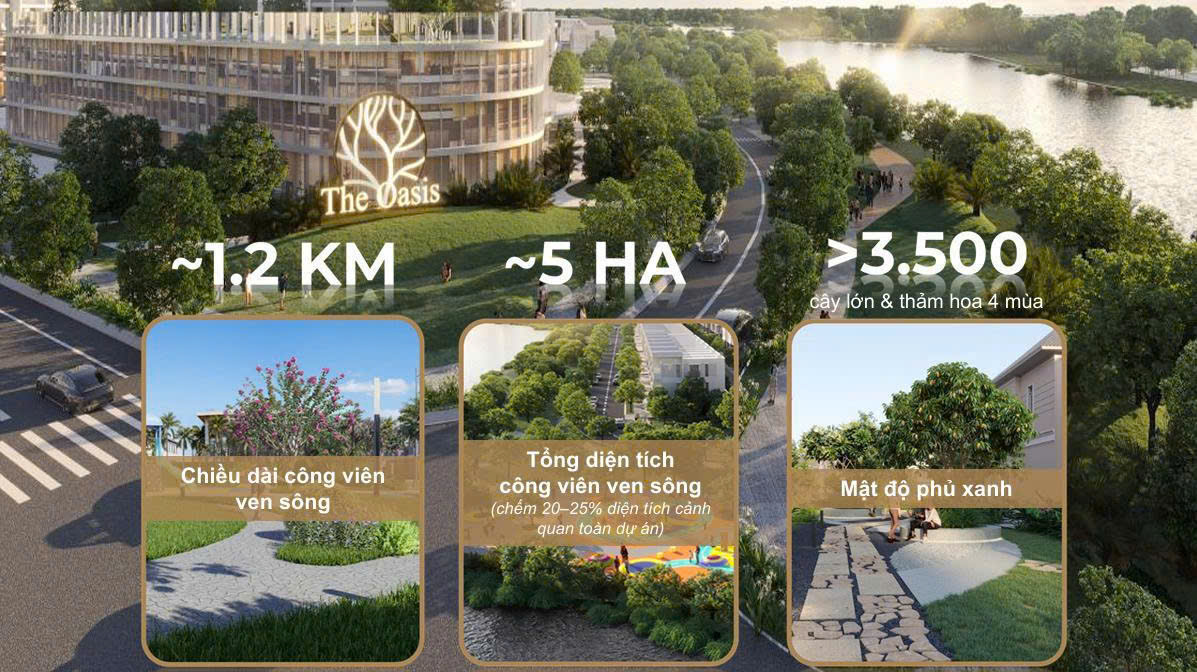 The Oasis
~1.2 KM
~5 HA
>3.500
cây lớn & thảm hoa 4 mùa
Chiều dài công viên
ven sông
Tổng diện tích
công viên ven sông
(chếm 20–25% diện tích cảnh
quan toàn dự án)
Mật độ phủ xanh